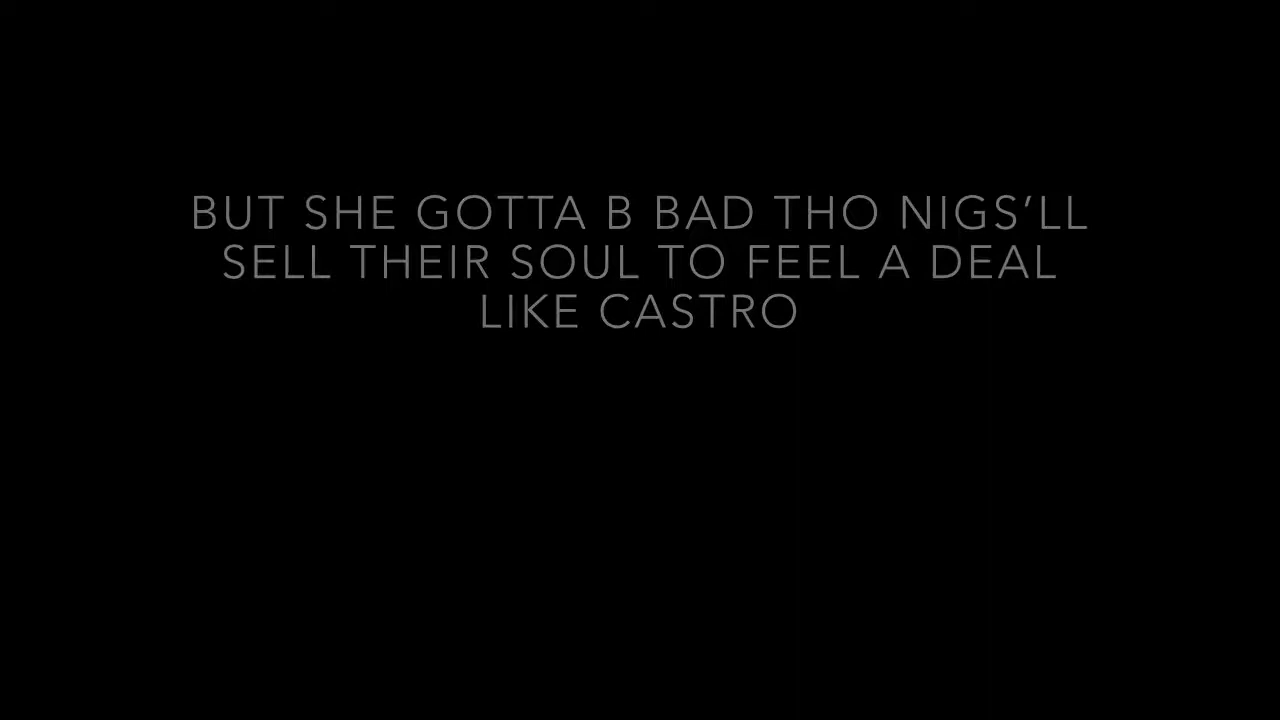 BUT SHE GOTTA B BAD THO NIGS’LL
SELL THEIR SOUL TO FEEL A DEAL
LIKE CASTRO